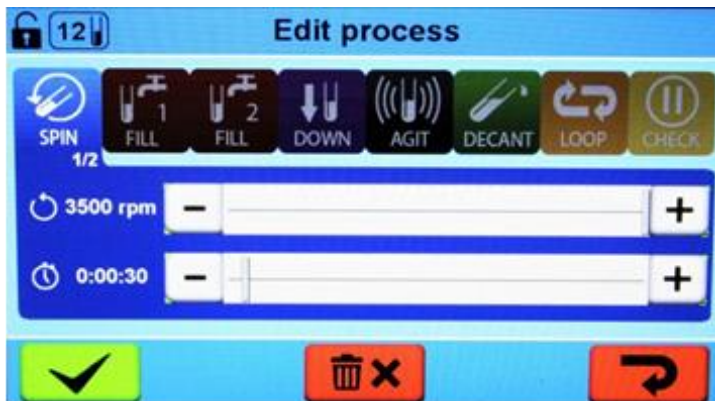 12
Edit process
SPIN
1/2
1
FILL
2
FILL
DOWN
AGIT
DECANT
LOOP
CHECK
3500 rpm
− +
0:00:30
− +